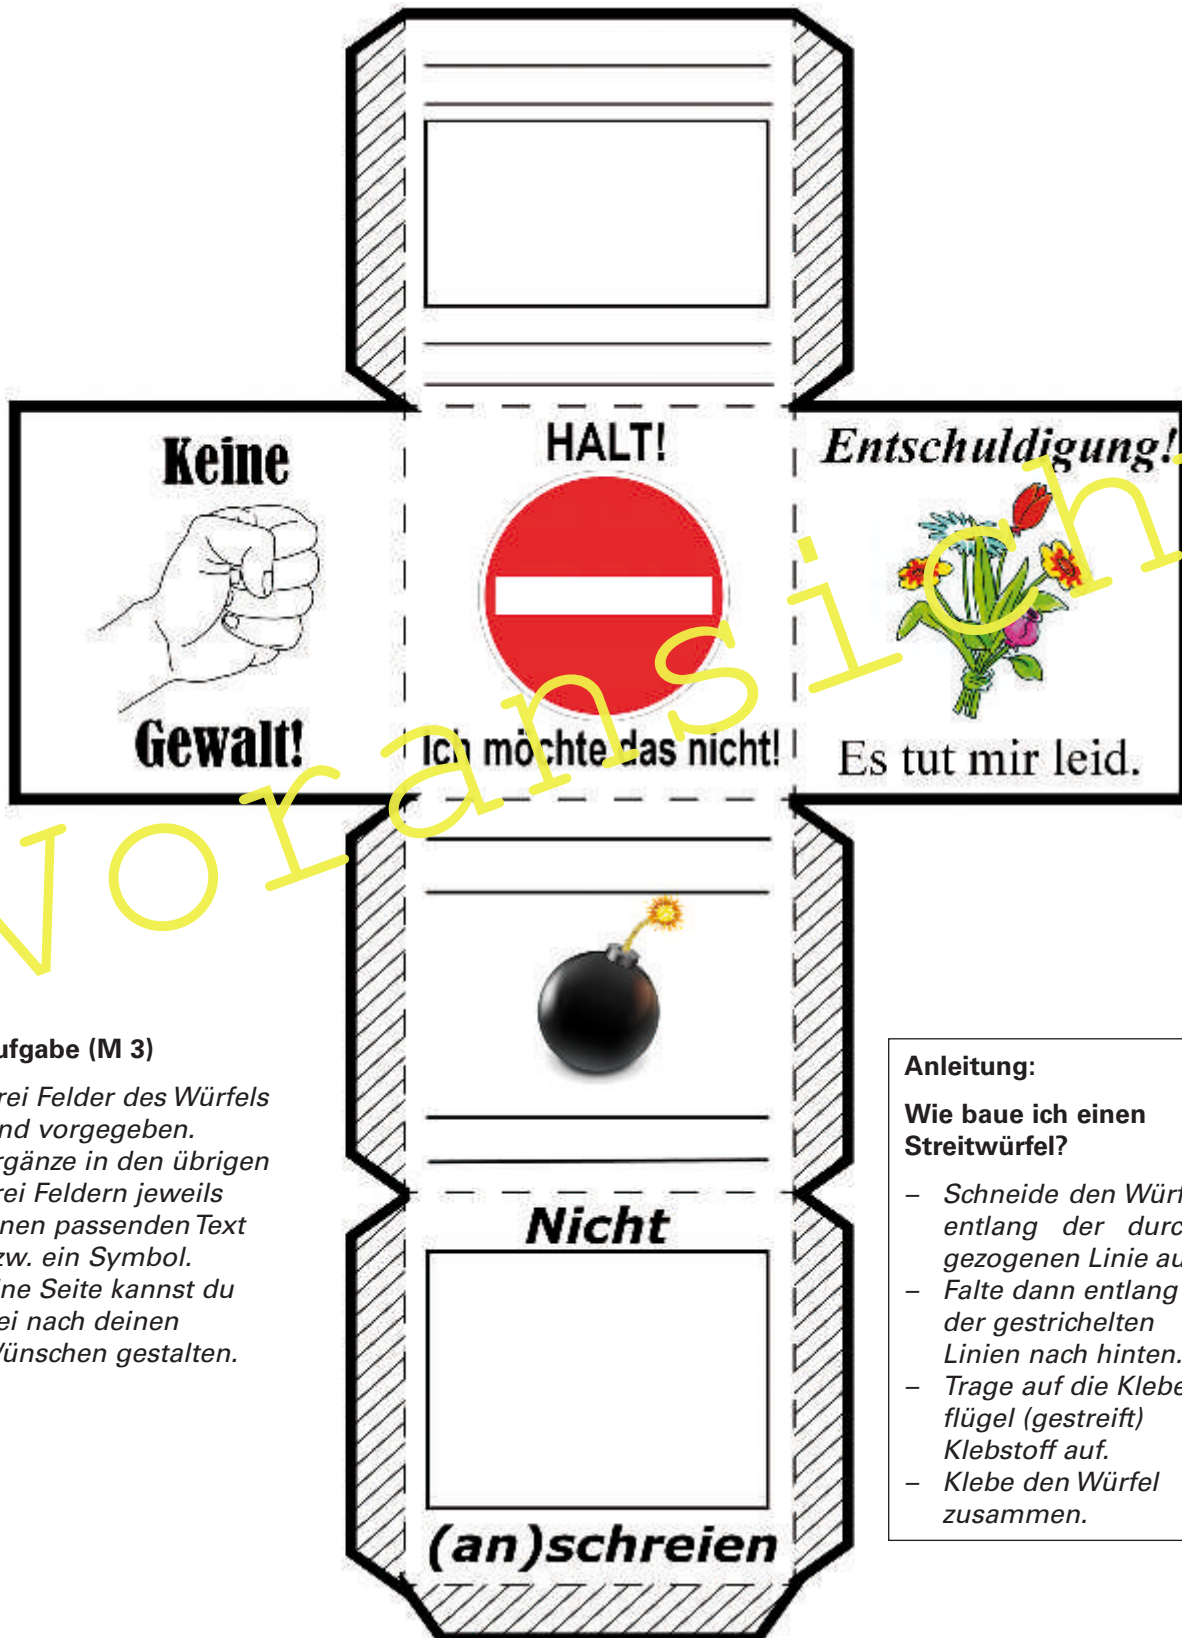 Keine
Gewalt!
HALT!
Ich möchte das nicht!
Entschuldigung!
Es tut mir leid.
Voransich
ufgabe (M 3)
rei Felder des Würfels
nd vorgegeben.
rgänze in den übrigen
rei Feldern jeweils
nen passenden Text
zw. ein Symbol.
ine Seite kannst du
ei nach deinen
Wünschen gestalten.
Nicht
(an)schreien
Anleitung:
Wie baue ich einen
Streitwürfel?
– Schneide den Würf
entlang der durc
gezogenen Linie au
– Falte dann entlang
der gestrichelten
Linien nach hinten.
– Trage auf die Klebe
flügel (gestreift)
Klebstoff auf.
– Klebe den Würfel
zusammen.